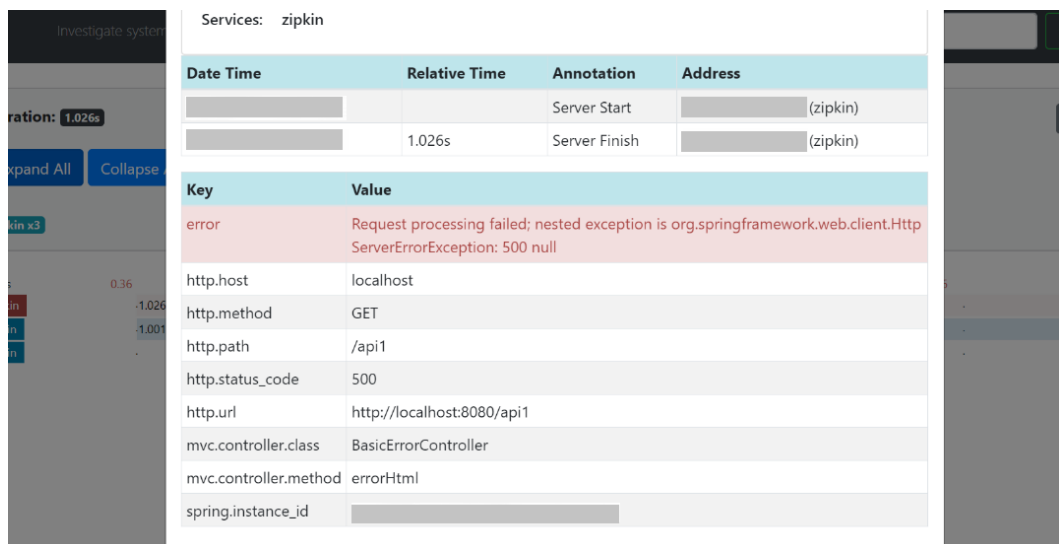 Investigate system
Services: zipkin
Date Time Relative Time Annotation Address
Server Start (zipkin)
1.026s Server Finish (zipkin)
ration: 1.026s
xpand All Collapse
kin x3
Key Value
error Request processing failed; nested exception is org.springframework.web.client.Http
ServerErrorException: 500 null
http.host localhost
http.method GET
http.path /api1
http.status_code 500
http.url http://localhost:8080/api1
mvc.controller.class BasicErrorController
mvc.controller.method errorHtml
spring.instance_id
s 0.36
kin 1.026
in 1.001
in